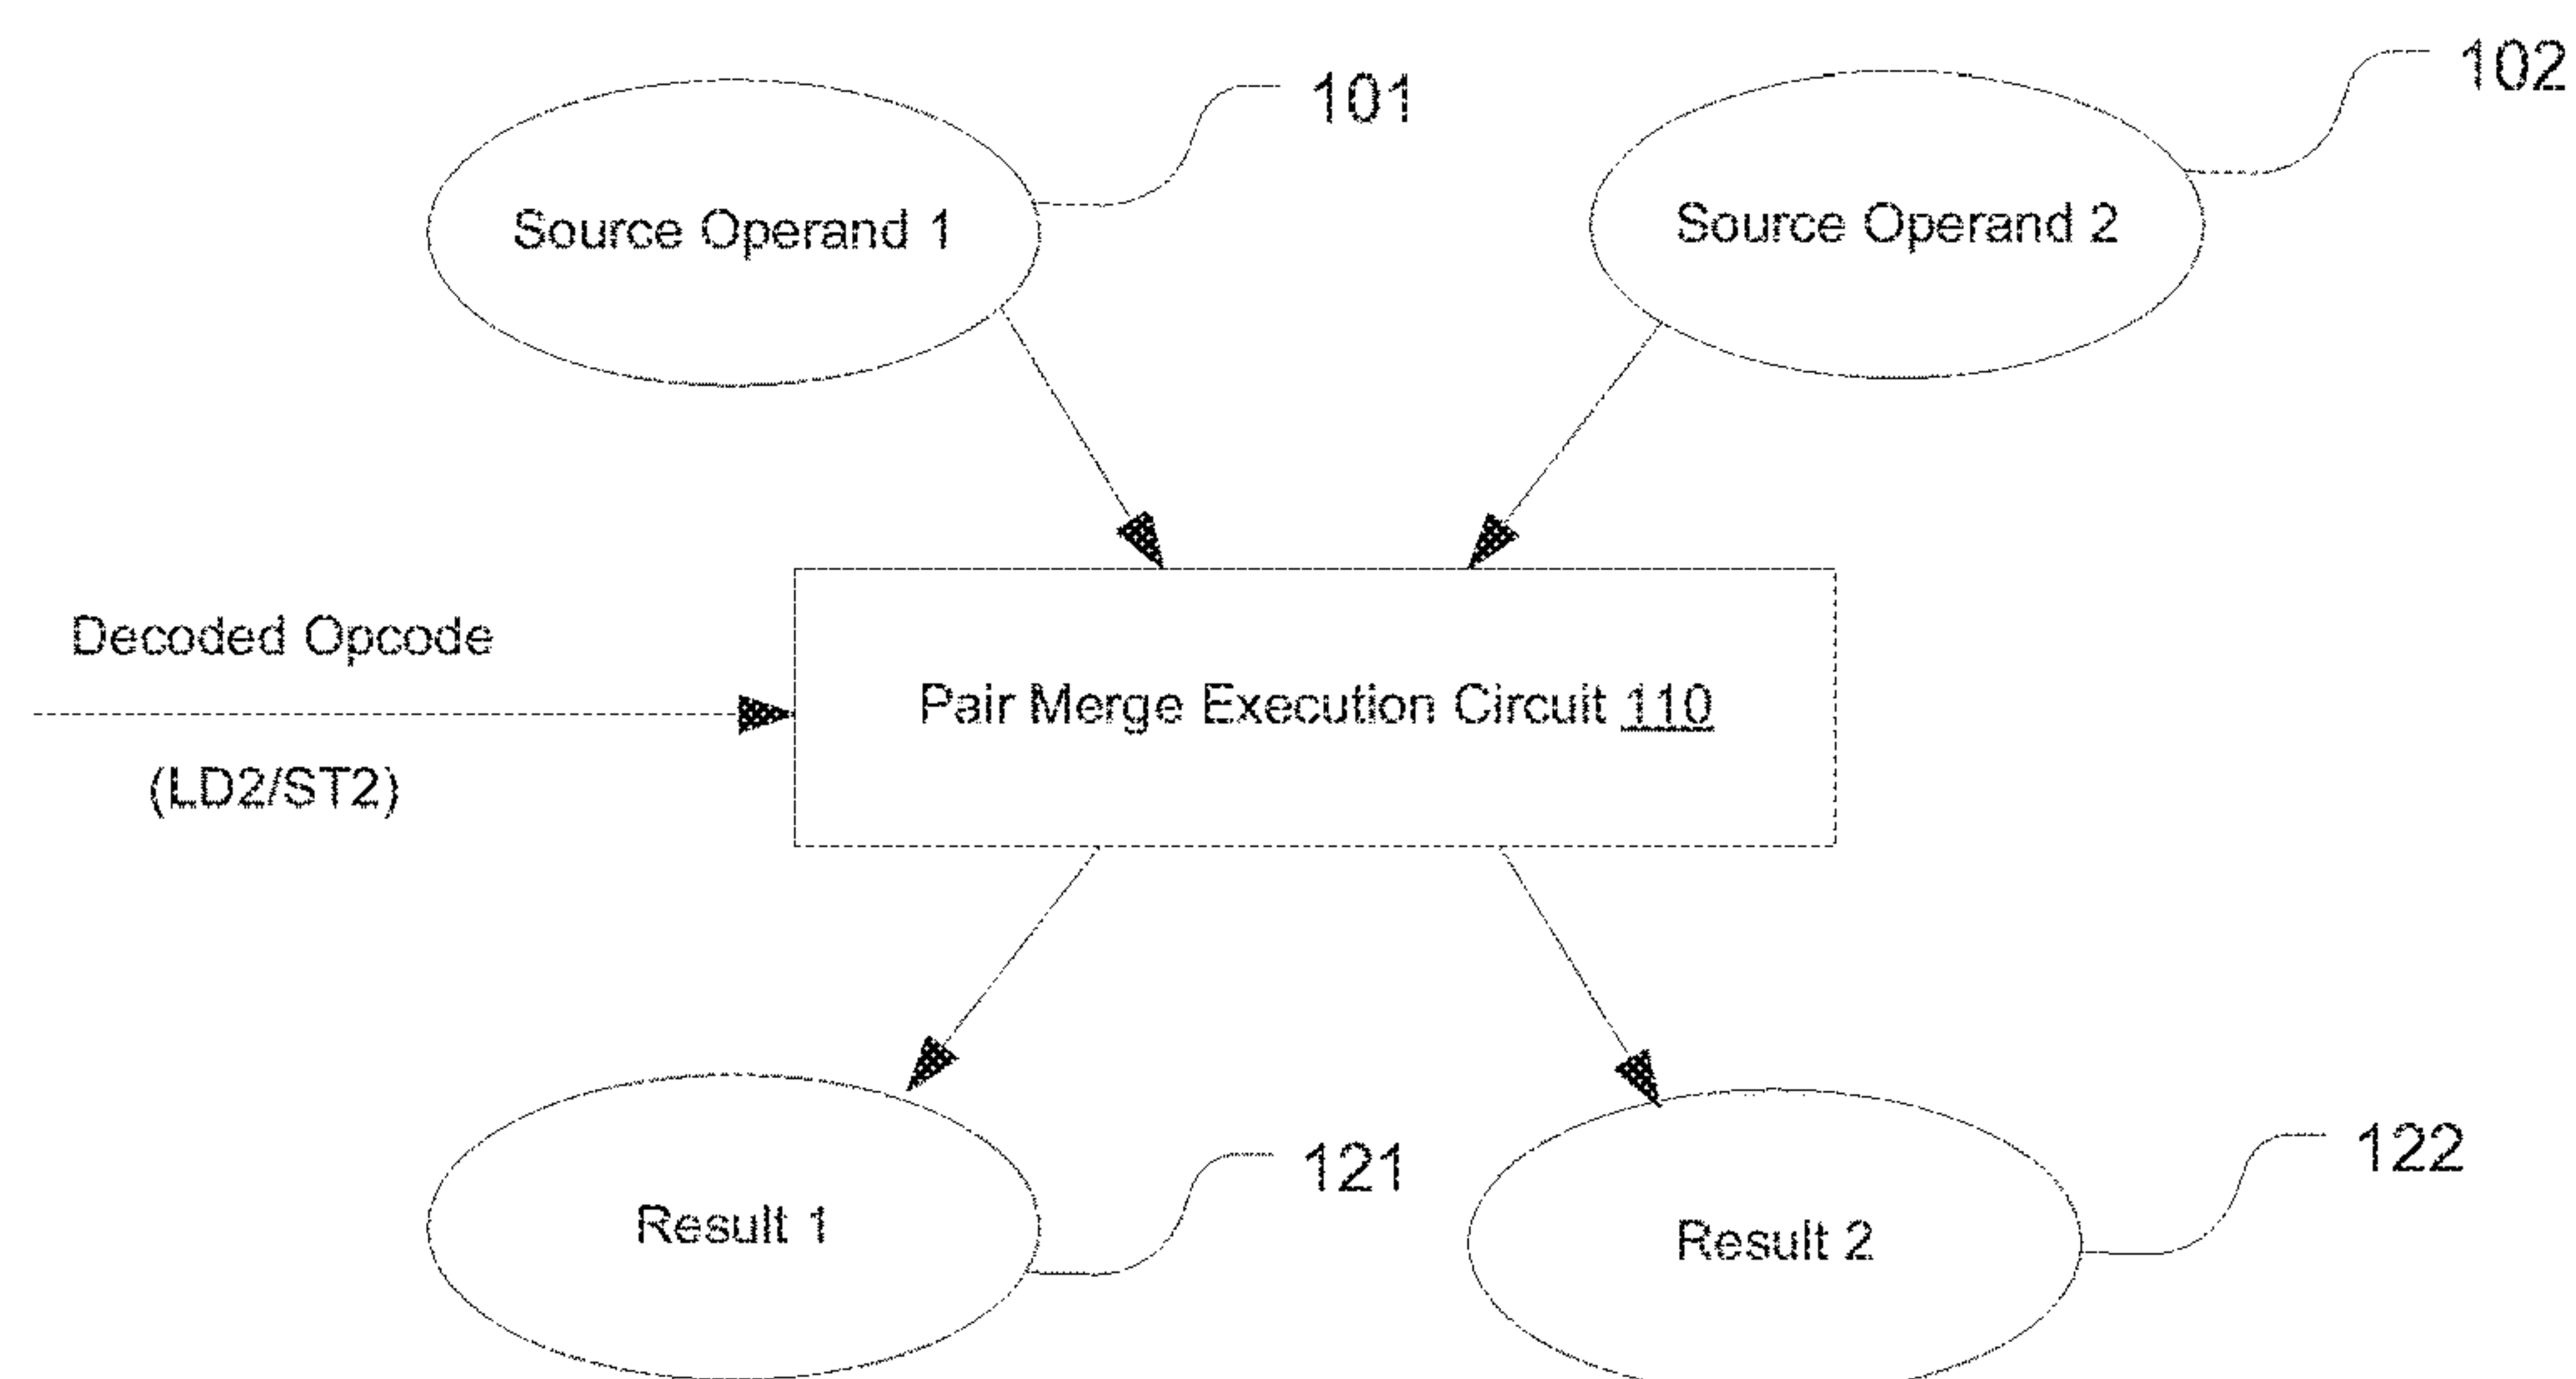 102
101
Source Operand 1
Source Operand 2
Decoded Opcode
Pair Merge Execution Circuit 110
(LD2/ST2)
121
122
Result 1
Result 2